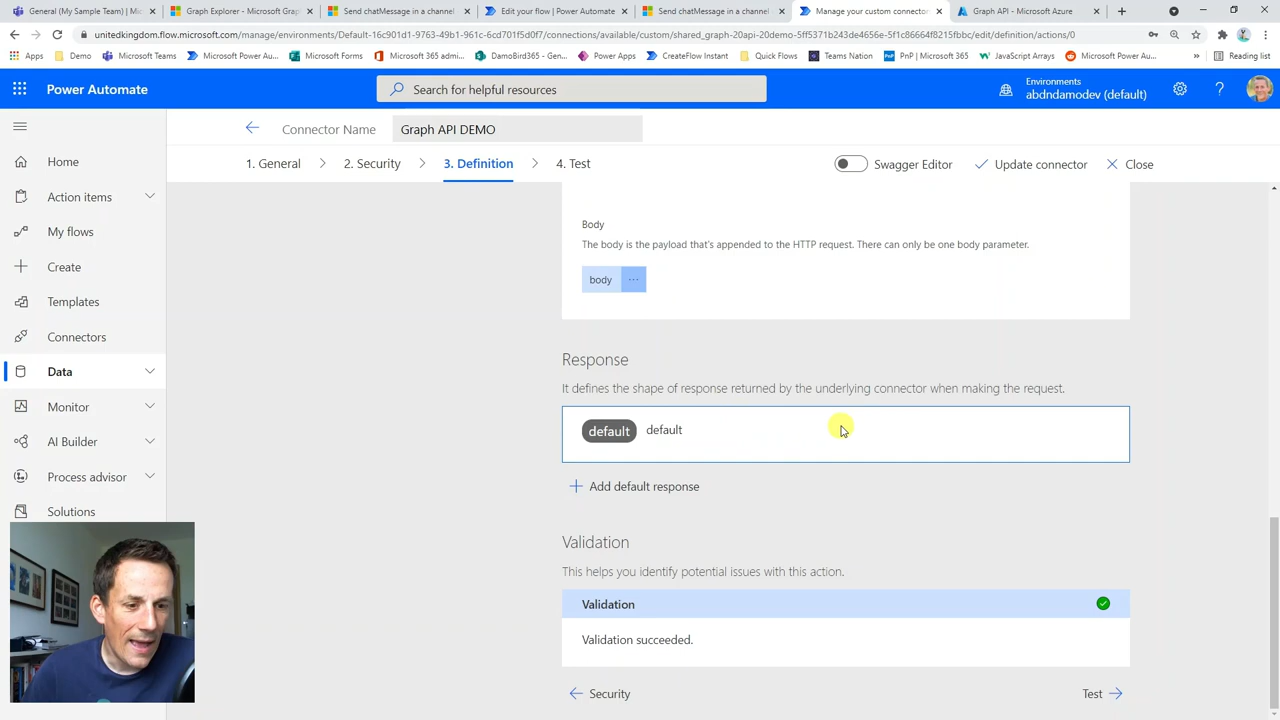 General (My Sample Team) | Micros
Graph Explorer - Microsoft Grap
Send chatMessage in a channel
Edit your flow | Power Automate
Send chatMessage in a channel
Manage your custom connector
Graph API - Microsoft Azure
unitedkingdom.flow.microsoft.com/manage/environments/Default-16c901d1-9763-49b1-961c-6cd701f5d0f7/connections/available/custom/shared_graph-20api-20demo-5ff5371b243de4656e-5f1c86664f8215fbbc/edit/definition/actions/0
Apps
Demo
Microsoft Teams
Microsoft Power Au...
Microsoft Forms
Microsoft 365 admi...
DamoBird365 - Gen...
Power Apps
CreateFlow Instant
Quick Flows
Teams Nation
PnP | Microsoft 365
JavaScript Arrays
Microsoft Power Au...
»
Reading list
Power Automate
Search for helpful resources
Environments
abdndamodev (default)
Connector Name
Graph API DEMO
1. General
2. Security
3. Definition
4. Test
Swagger Editor
Update connector
Close
Home
Action items
My flows
Create
Templates
Connectors
Data
Monitor
AI Builder
Process advisor
Solutions
Body
The body is the payload that's appended to the HTTP request. There can only be one body parameter.
body ...
Response
It defines the shape of response returned by the underlying connector when making the request.
default default
Add default response
Validation
This helps you identify potential issues with this action.
Validation
Validation succeeded.
Security
Test